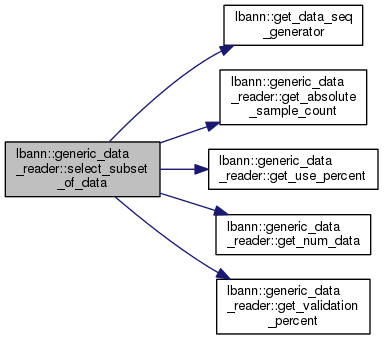 lbann::generic_data
_reader::select_subset
_of_data
lbann::get_data_seq
_generator
lbann::generic_data
_reader::get_absolute
_sample_count
lbann::generic_data
_reader::get_use_percent
lbann::generic_data
_reader::get_num_data
lbann::generic_data
_reader::get_validation
_percent